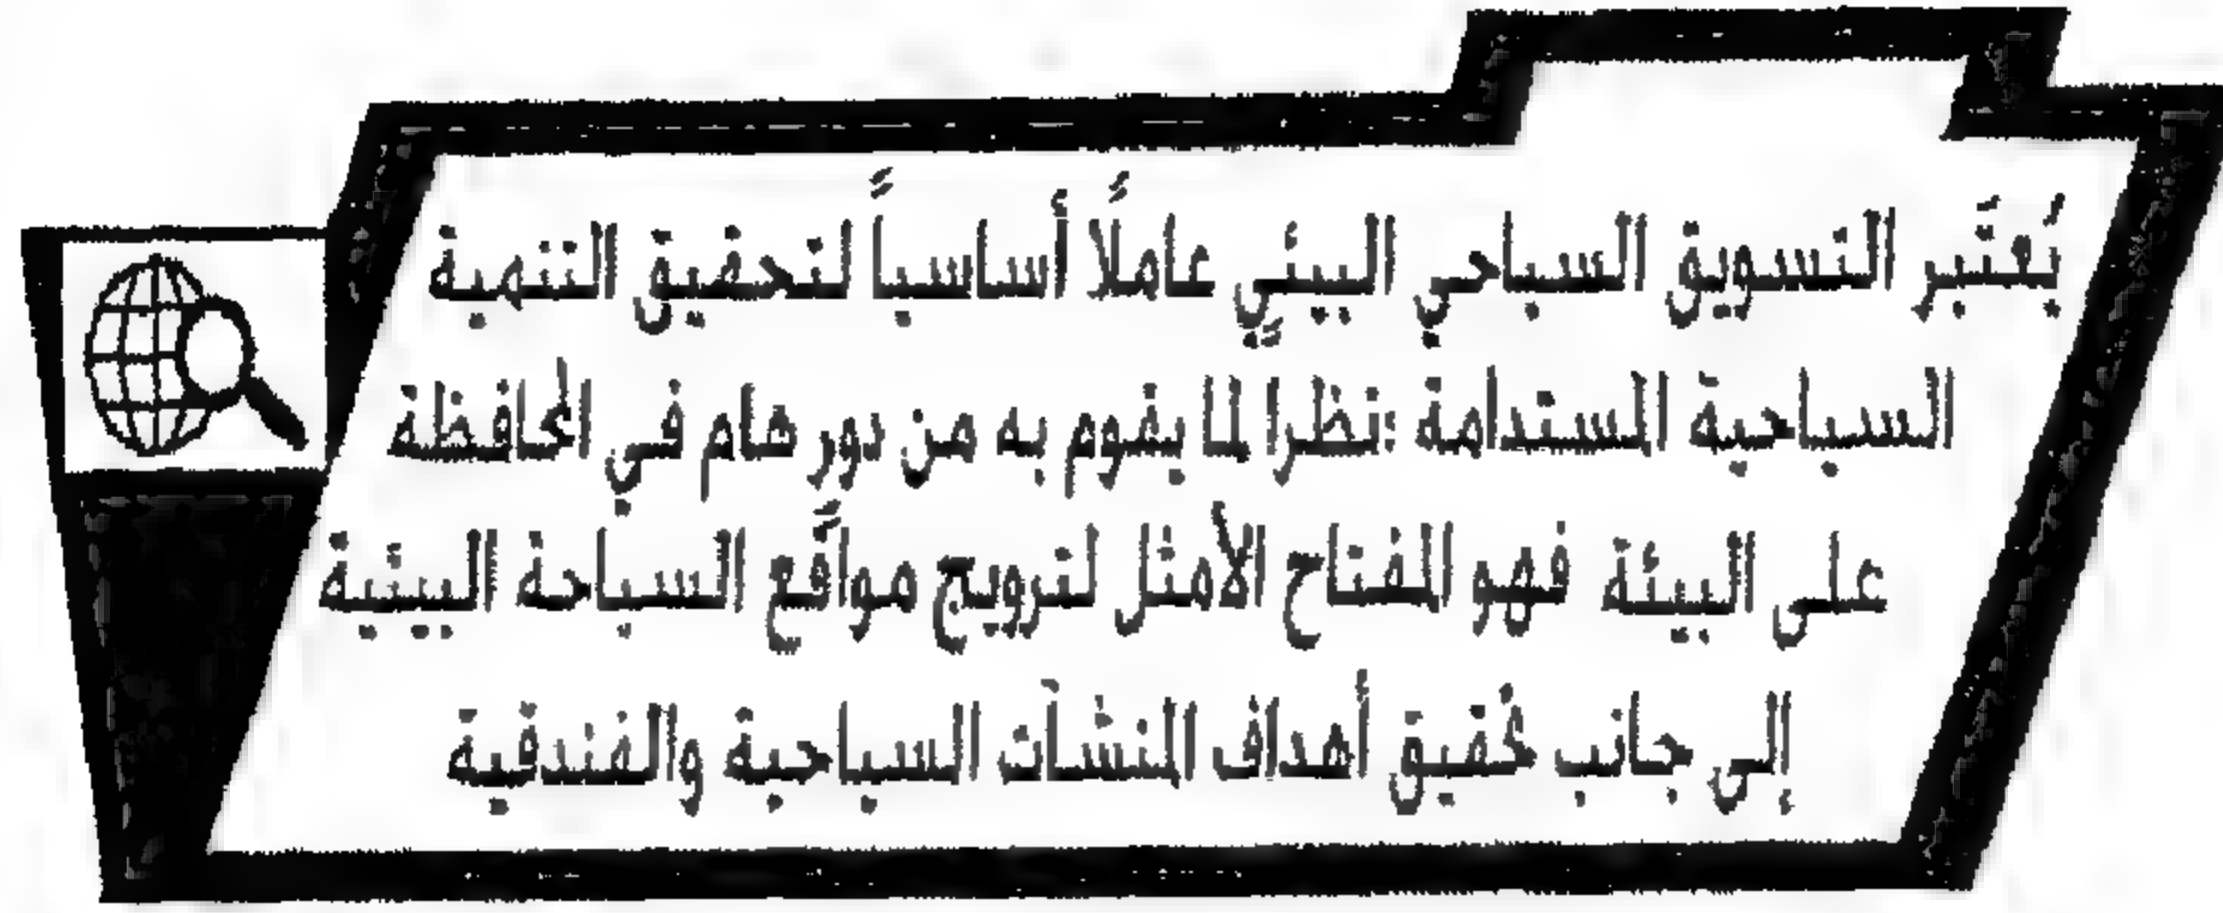 يُعتَبر التسويق السياحي البيئي عاملًا أساسياً لتحقيق التنمية
السياحية المستدامة ؛نظراً لما يقوم به من دور هام في المحافظة
على البيئة فهو المفتاح الأمثل لترويج مواقع السياحة البيئية
إلى جانب تحقيق أهداف المنشآت السياحية والفندقية